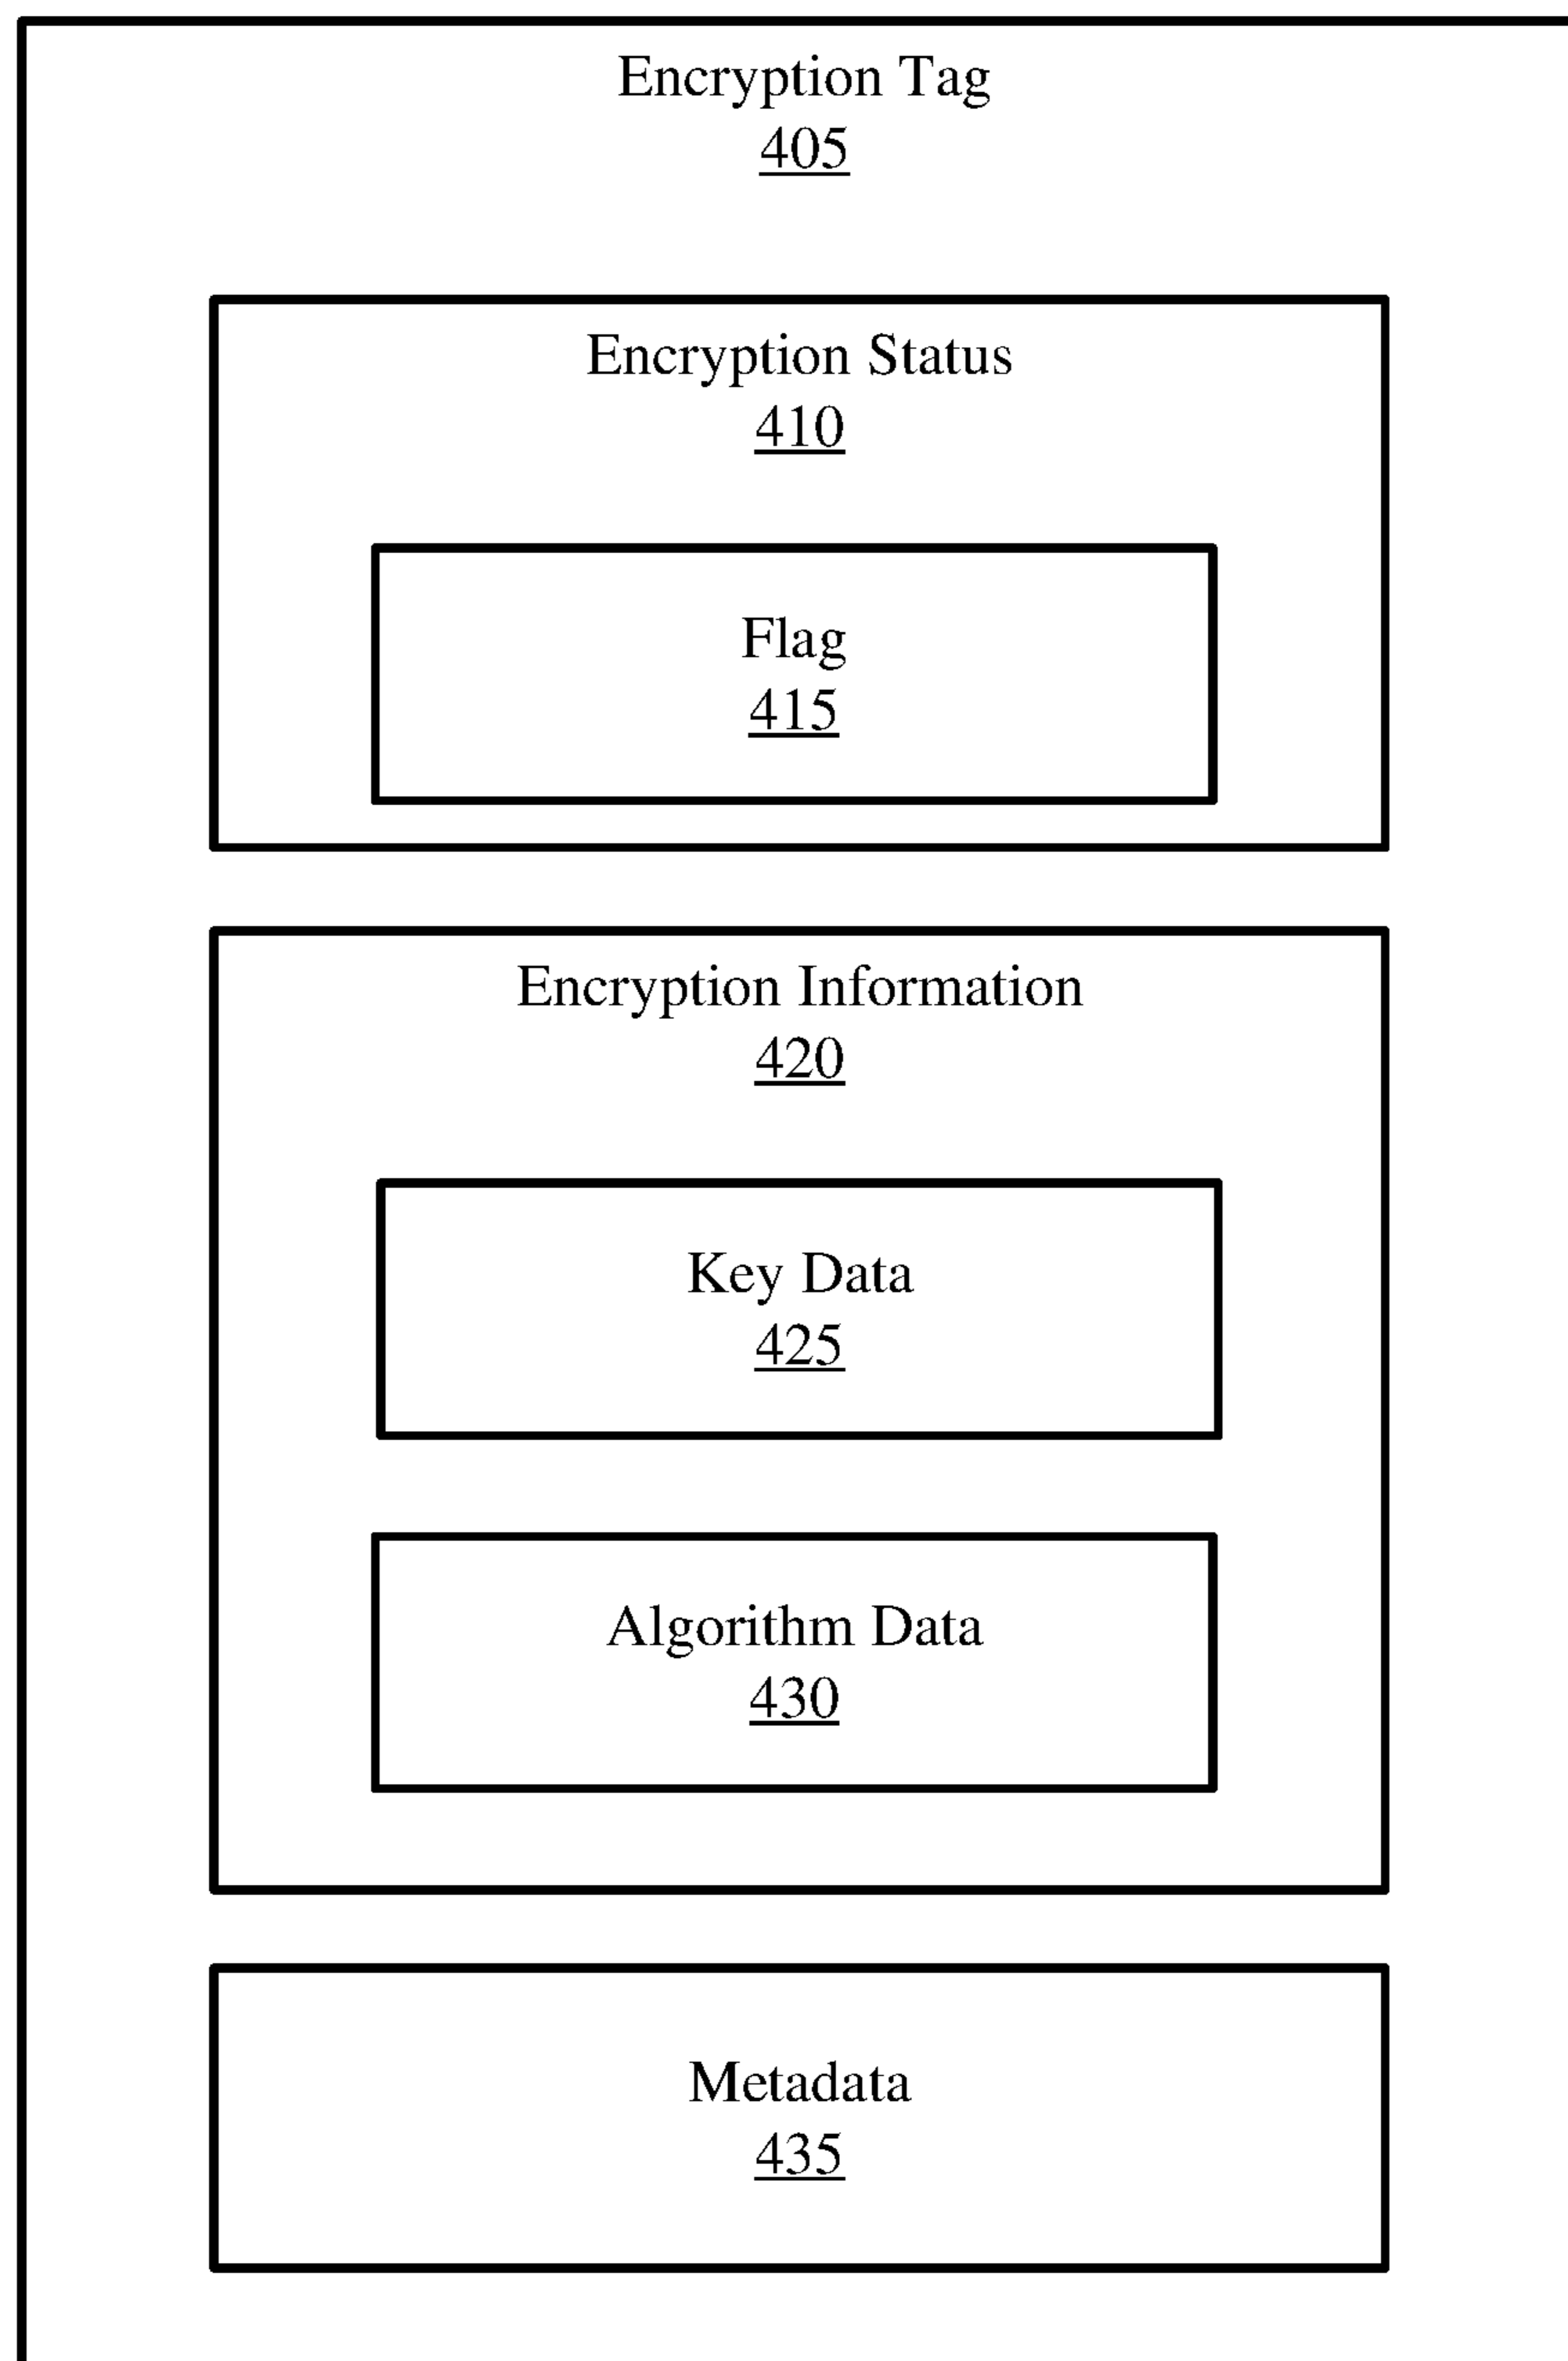 Encryption Tag
405
Encryption Status
410
Flag
415
Encryption Information
420
Key Data
425
Algorithm Data
430
Metadata
435